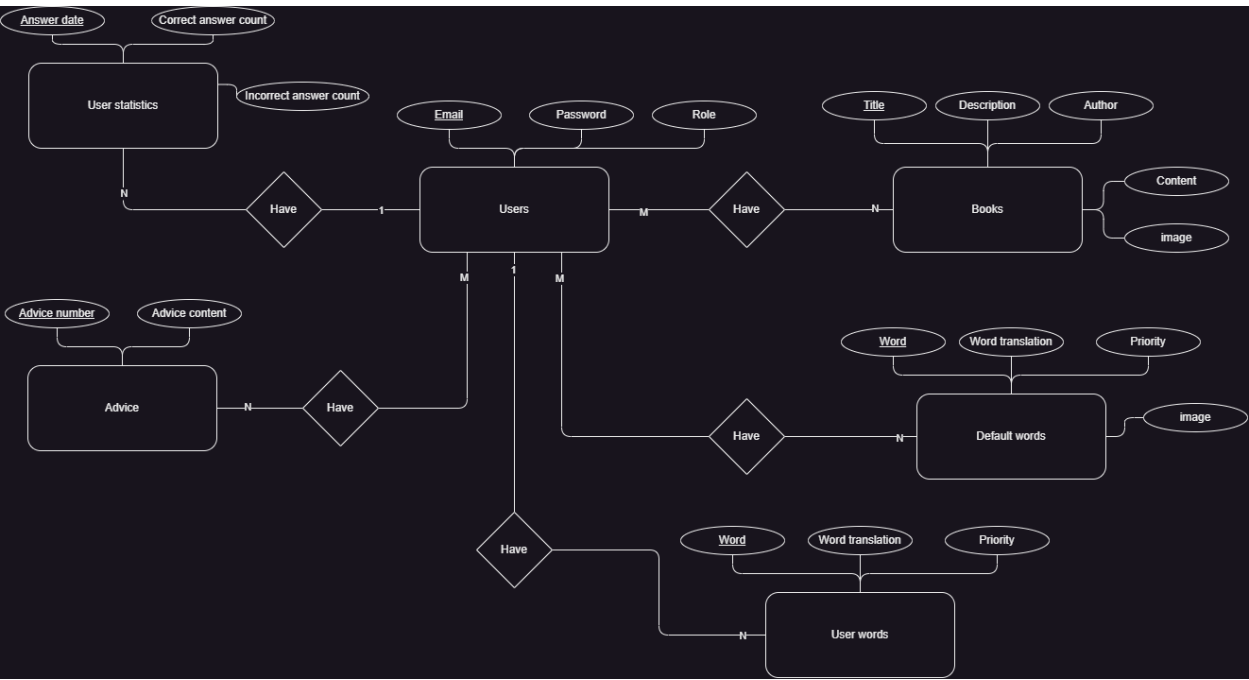 Answer date
Correct answer count
User statistics
Incorrect answer count
Email
Password
Role
Title
Description
Author
N
Have
1
Users
M
Have
N
Books
Content
image
M
1
M
Advice number
Advice content
Word
Word translation
Priority
Advice
N
Have
Have
N
Default words
image
Have
Word
Word translation
Priority
N
User words